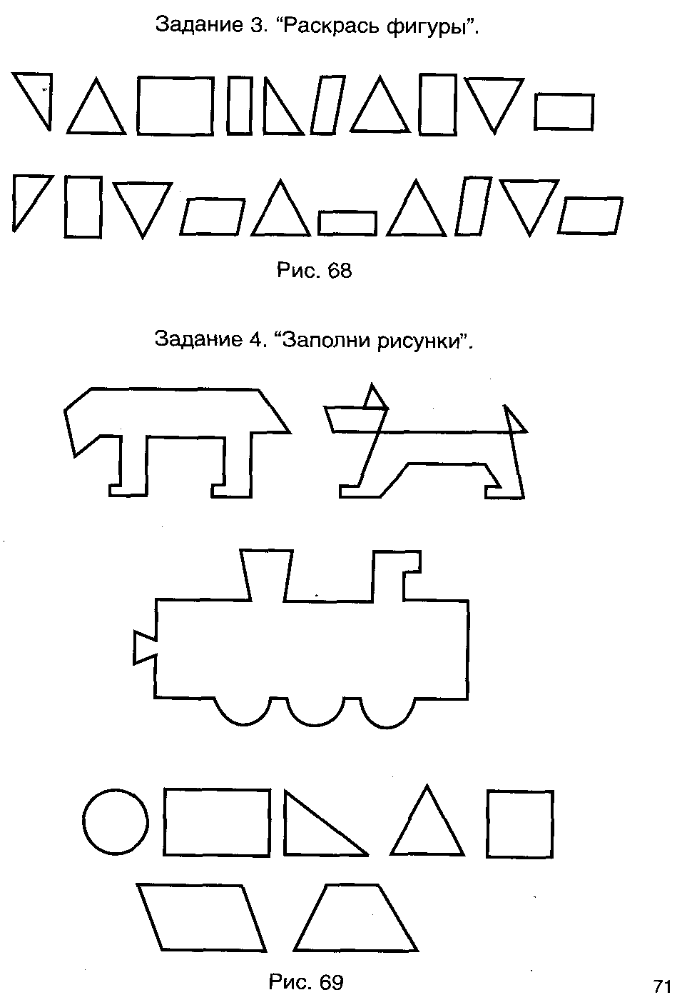 Задание 3. “Раскрась фигуры”.
Рис. 68
Задание 4. “Заполни рисунки”.
Рис. 69
71